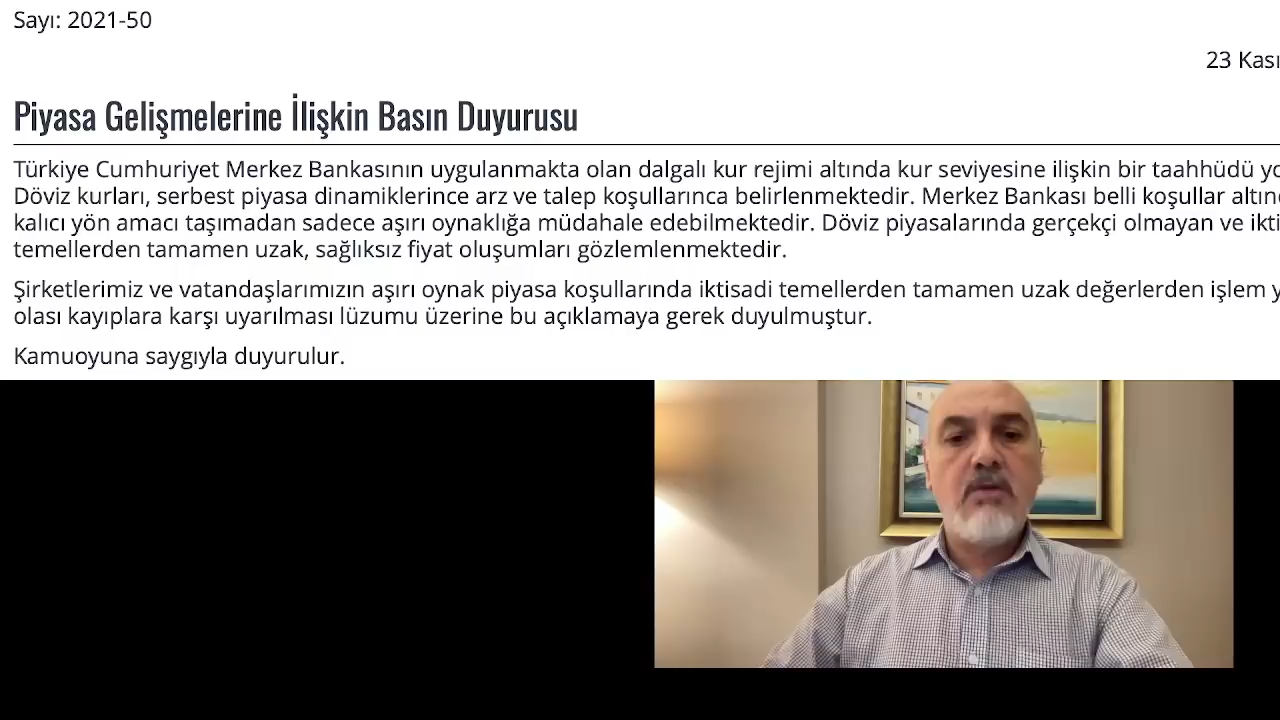 Sayı: 2021-50
23
Piyasa Gelişmelerine İlişkin Basın Duyurusu
Türkiye Cumhuriyet Merkez Bankasının uygulanmakta olan dalgalı kur rejimi altında kur seviyesine ilişkin bir taahhüdü
Döviz kurları, serbest piyasa dinamiklerince arz ve talep koşullarınca belirlenmektedir. Merkez Bankası belli koşullar
kalıcı yön amacı taşımadan sadece aşırı oynaklığa müdahale edebilmektedir. Döviz piyasalarında gerçekçi olmayan ve
temellerden tamamen uzak, sağlıksız fiyat oluşumları gözlemlenmektedir.
Şirketlerimiz ve vatandaşlarımızın aşırı oynak piyasa koşullarında iktisadi temellerden tamamen uzak değerlerden işlem
olası kayıplara karşı uyarılması lüzumu üzerine bu açıklamaya gerek duyulmuştur.
Kamuoyuna saygıyla duyurulur.